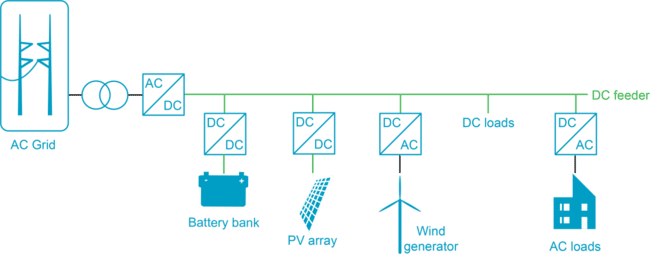 AC
DC
DC feeder
DC
DC
DC
DC
DC
AC
DC loads
DC
AC
AC Grid
Battery bank
PV array
Wind
generator
AC loads